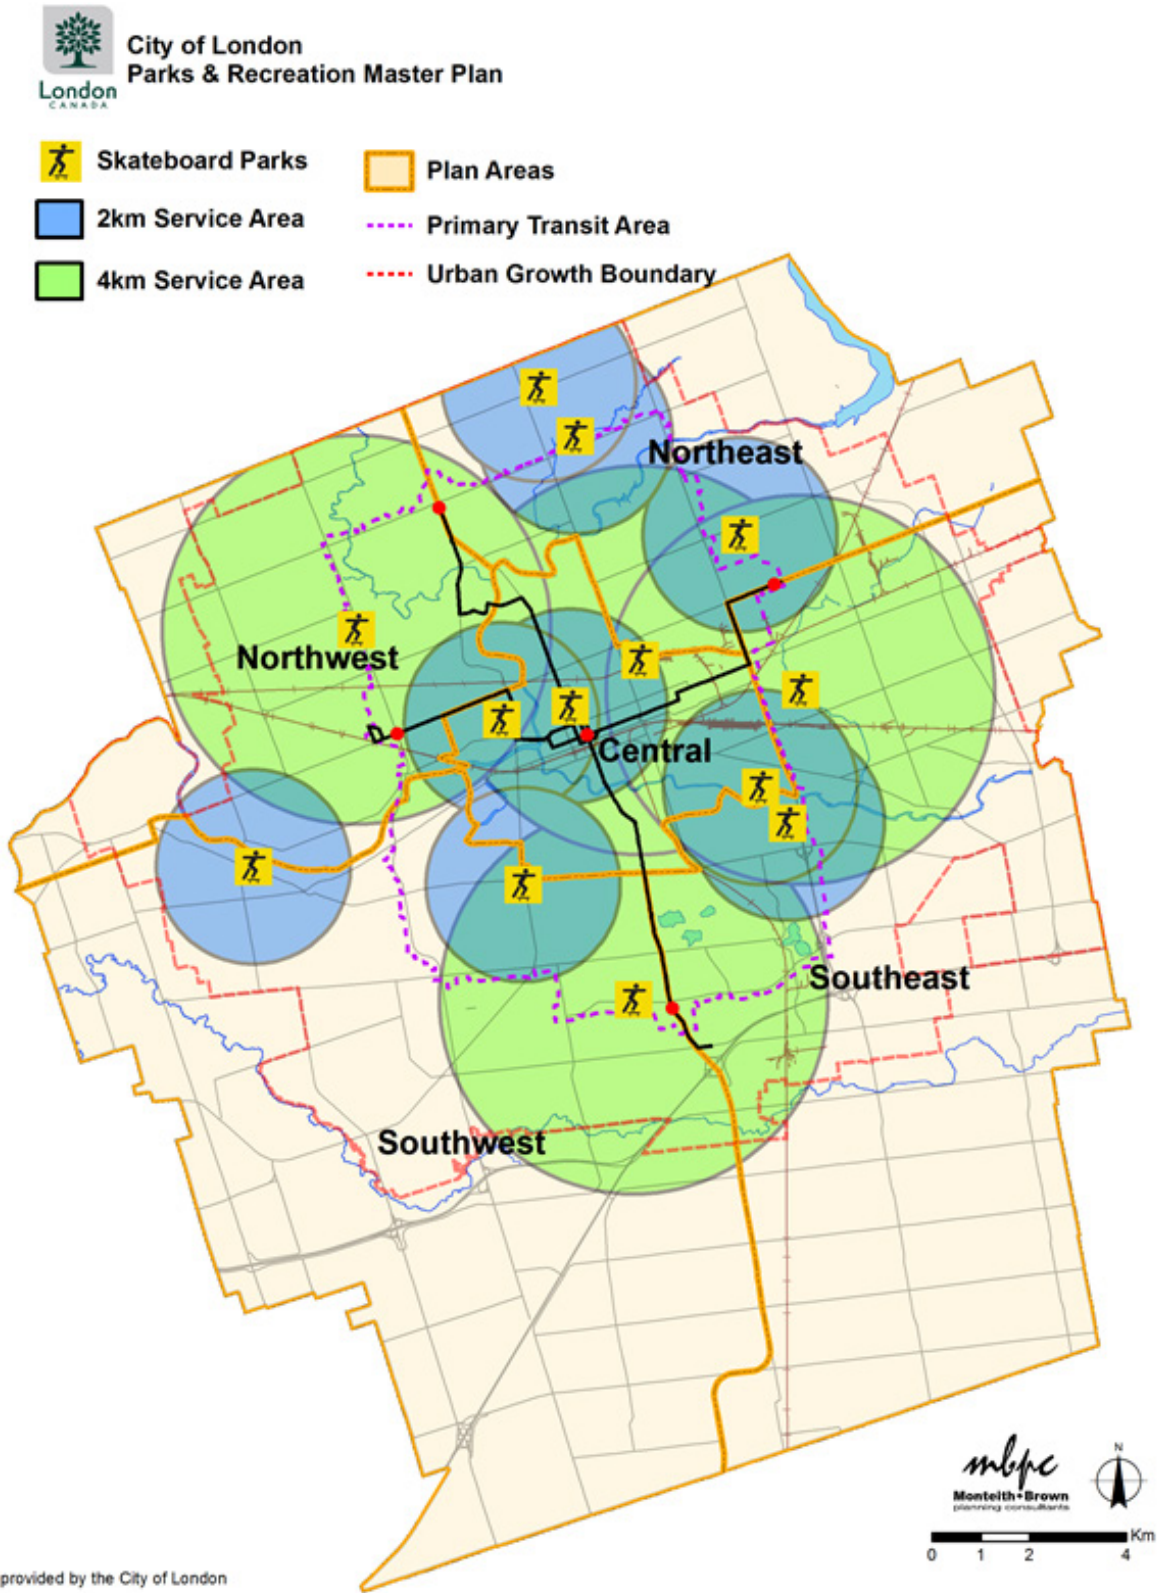 City of London
Parks & Recreation Master Plan
London
CANADA
Skateboard Parks
2km Service Area
4km Service Area
Plan Areas
Primary Transit Area
Urban Growth Boundary
Northeast
Northwest
Central
Southeast
Southwest
mbpc
Monteith+Brown
planning consultants
N
Km
0 1 2 4
provided by the City of London